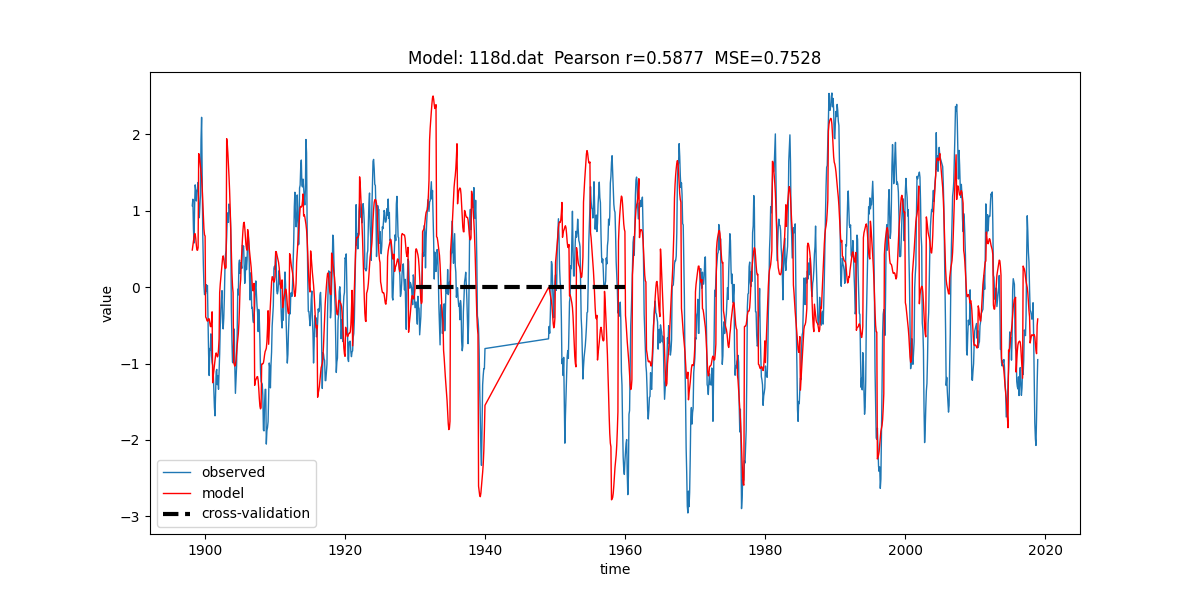 Model: 118d.dat  Pearson r=0.5877  MSE=0.7528
value
2
1
0
−1
−2
−3
observed
model
cross-validation
1900
1920
1940
1960
1980
2000
2020
time